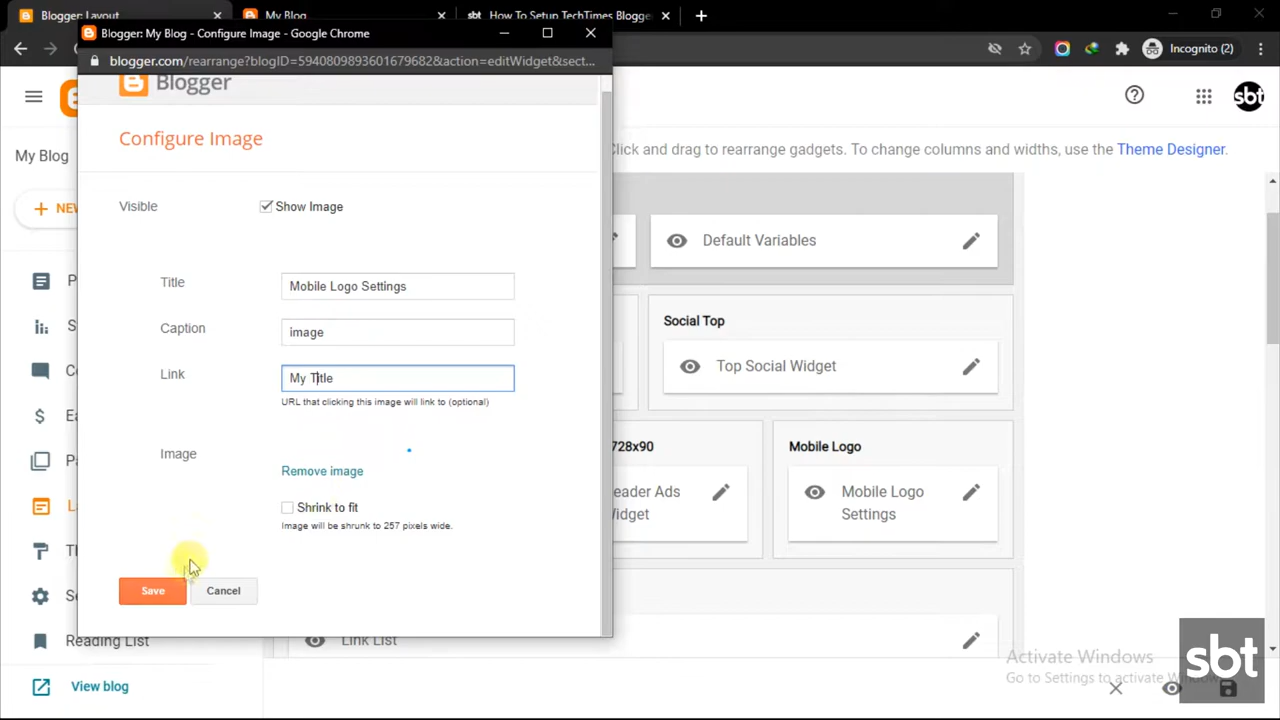 Blogger: Layout
My Blog
sbt How To Setup TechTimes Blogge
Blogger: My Blog - Configure Image - Google Chrome
blogger.com/rearrange?blogID=5940809893601679682&action=editWidget&sect...
Incognito (2)
Blogger
sbt
Configure Image
My Blog
Click and drag to rearrange gadgets. To change columns and widths, use the Theme Designer.
NEW
Visible
Show Image
Default Variables
Title
Mobile Logo Settings
Social Top
Caption
image
Top Social Widget
Link
My Title
URL that clicking this image will link to (optional)
728x90
Mobile Logo
Image
Remove image
eader Ads
Widget
Mobile Logo
Settings
Shrink to fit
Image will be shrunk to 257 pixels wide.
Save
Cancel
Reading List
Link List
View blog
Activate Windows
Go to Settings to activate Windows.
sbt